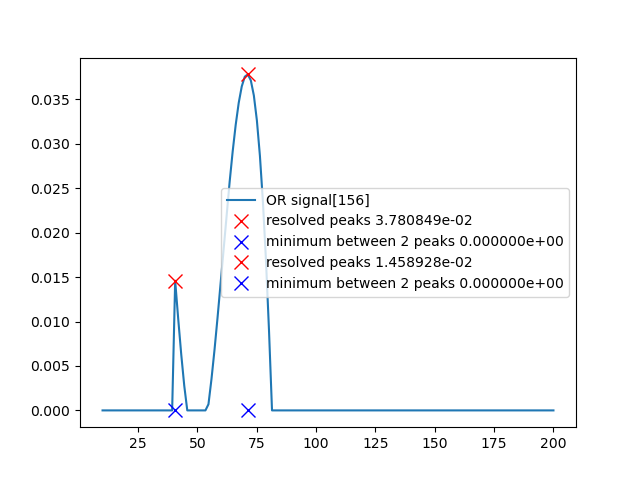 0.035
0.030
0.025
0.020
0.015
0.010
0.005
0.000
OR signal[156]
resolved peaks 3.780849e-02
minimum between 2 peaks 0.000000e+00
resolved peaks 1.458928e-02
minimum between 2 peaks 0.000000e+00
25 50 75 100 125 150 175 200